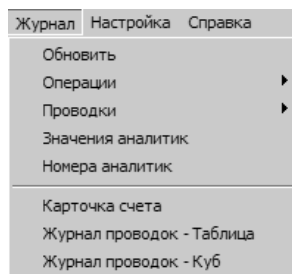 Журнал Настройка Справка
Обновить
Операции
Проводки
Значения аналитик
Номера аналитик
Карточка счета
Журнал проводок - Таблица
Журнал проводок - Куб